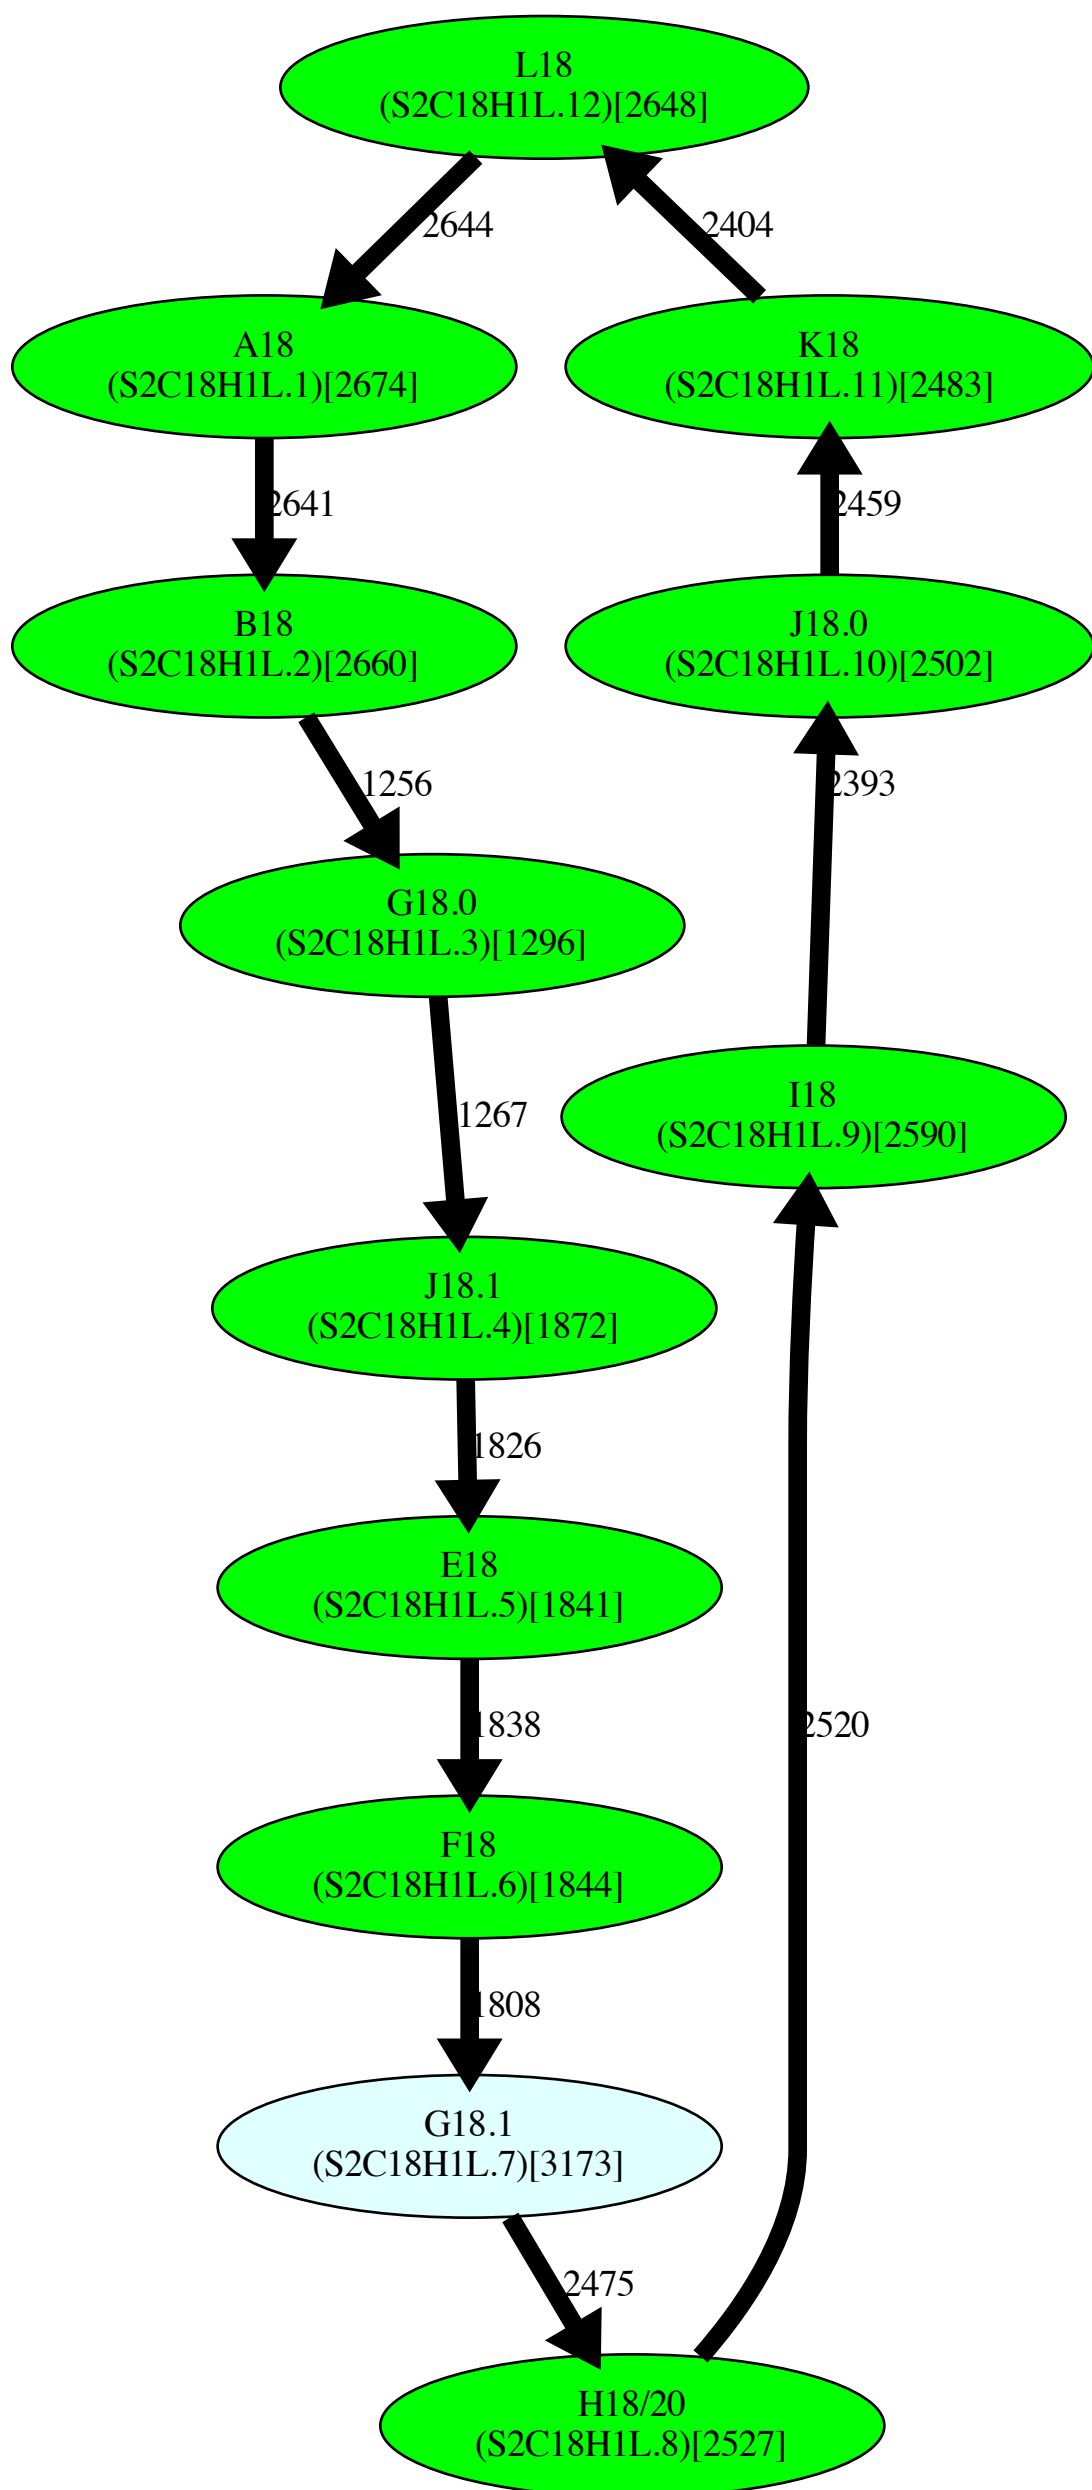 L18
(S2C18H1L.12)[2648]
2644
2404
A18
(S2C18H1L.1)[2674]
K18
(S2C18H1L.11)[2483]
2641
2459
B18
(S2C18H1L.2)[2660]
J18.0
(S2C18H1L.10)[2502]
1256
2393
G18.0
(S2C18H1L.3)[1296]
1267
I18
(S2C18H1L.9)[2590]
J18.1
(S2C18H1L.4)[1872]
1826
E18
(S2C18H1L.5)[1841]
1838
2520
F18
(S2C18H1L.6)[1844]
1808
G18.1
(S2C18H1L.7)[3173]
2475
H18/20
(S2C18H1L.8)[2527]